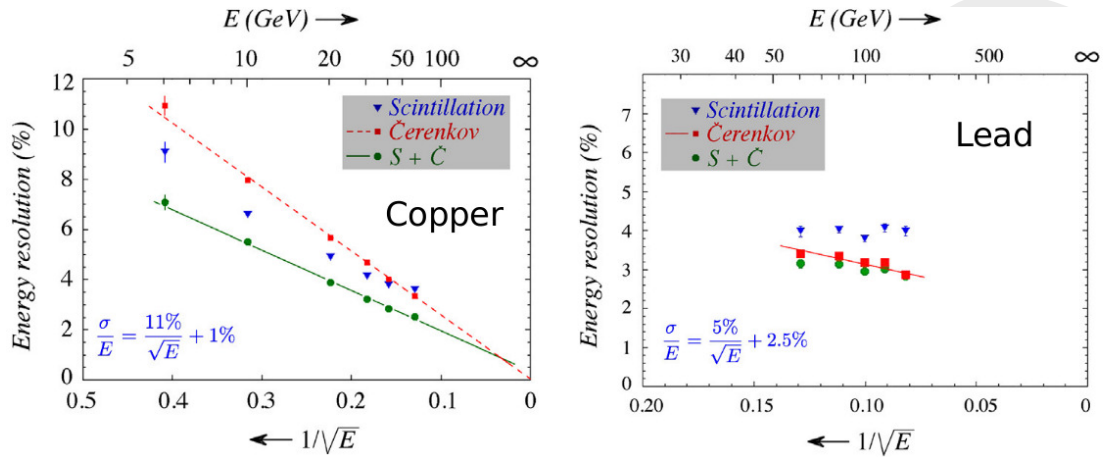 E (GeV) →
5 10 20 50 100 ∞
12
10
8
6
4
2
0
Energy resolution (%)
Scintillation
Čerenkov
S + Č
Copper
σ/E = 11%/√E + 1%
0.5 0.4 0.3 0.2 0.1 0
← 1/√E
E (GeV) →
30 40 50 100 500 ∞
7
6
5
4
3
2
1
0
Energy resolution (%)
Scintillation
Čerenkov
S + Č
Lead
σ/E = 5%/√E + 2.5%
0.20 0.15 0.10 0.05 0
← 1/√E